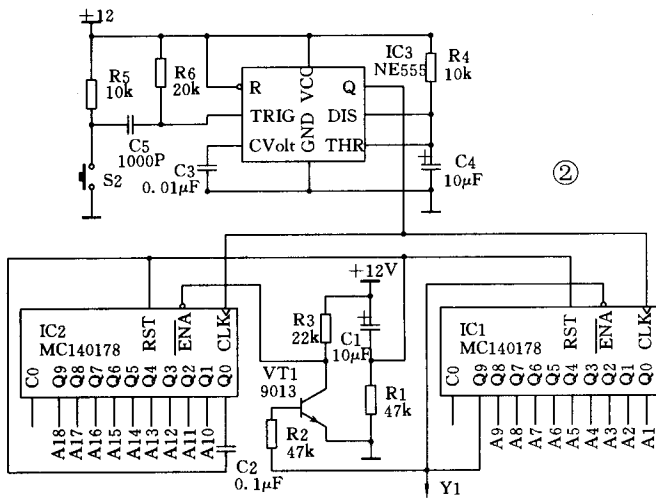 +12
R5
10k
R6
20k
C5
1000P
S2
R
TRIG
CVolt
VCC
GND
Q
DIS
THR
IC3
NE555
R4
10k
C3
0.01μF
+
C4
10μF
②
IC2
MC140178
RST
ENA
CLK
C0
Q9
Q8
Q7
Q6
Q5
Q4
Q3
Q2
Q1
Q0
A18
A17
A16
A15
A14
A13
A12
A11
A10
C2
0.1μF
+12V
R3
22k
+
C1
10μF
VT1
9013
R2
47k
R1
47k
Y1
IC1
MC140178
RST
ENA
CLK
C0
Q9
Q8
Q7
Q6
Q5
Q4
Q3
Q2
Q1
Q0
A9
A8
A7
A6
A5
A4
A3
A2
A1